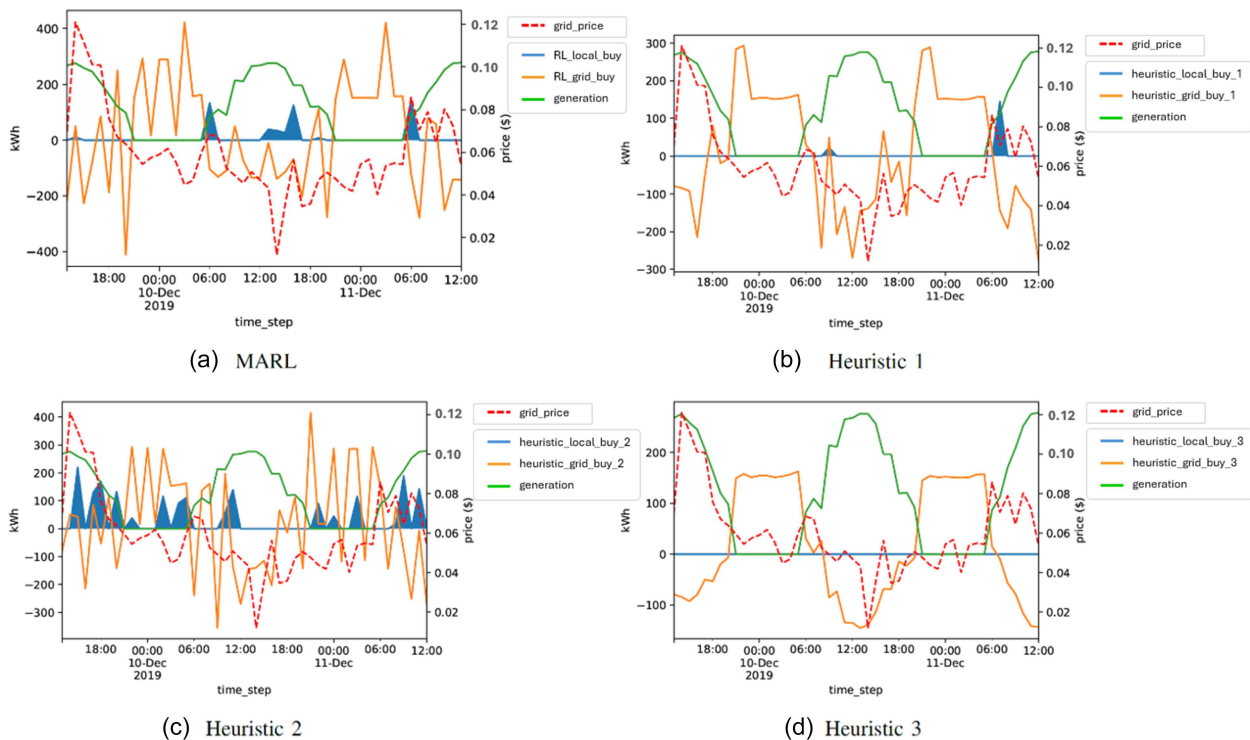 400
200
0
−200
−400
kWh
0.12
0.10
0.08
0.06
0.04
0.02
price ($)
grid_price
RL_local_buy
RL_grid_buy
generation
18:00 00:00 06:00 12:00 18:00 00:00 06:00 12:00
10-Dec 11-Dec
2019
time_step
(a) MARL
300
200
100
0
−100
−200
−300
kWh
0.12
0.10
0.08
0.06
0.04
0.02
price ($)
grid_price
heuristic_local_buy_1
heuristic_grid_buy_1
generation
18:00 00:00 06:00 12:00 18:00 00:00 06:00 12:00
10-Dec 11-Dec
2019
time_step
(b) Heuristic 1
400
300
200
100
0
−100
−200
−300
kWh
0.12
0.10
0.08
0.06
0.04
0.02
price ($)
grid_price
heuristic_local_buy_2
heuristic_grid_buy_2
generation
18:00 00:00 06:00 12:00 18:00 00:00 06:00 12:00
10-Dec 11-Dec
2019
time_step
(c) Heuristic 2
200
100
0
−100
kWh
0.12
0.10
0.08
0.06
0.04
0.02
price ($)
grid_price
heuristic_local_buy_3
heuristic_grid_buy_3
generation
18:00 00:00 06:00 12:00 18:00 00:00 06:00 12:00
10-Dec 11-Dec
2019
time_step
(d) Heuristic 3